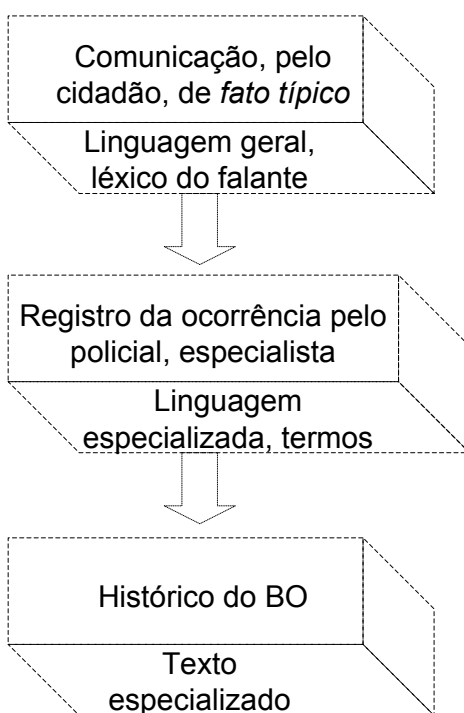 Comunicação, pelo
cidadão, de fato típico
Linguagem geral,
léxico do falante
Registro da ocorrência pelo
policial, especialista
Linguagem
especializada, termos
Histórico do BO
Texto
especializado